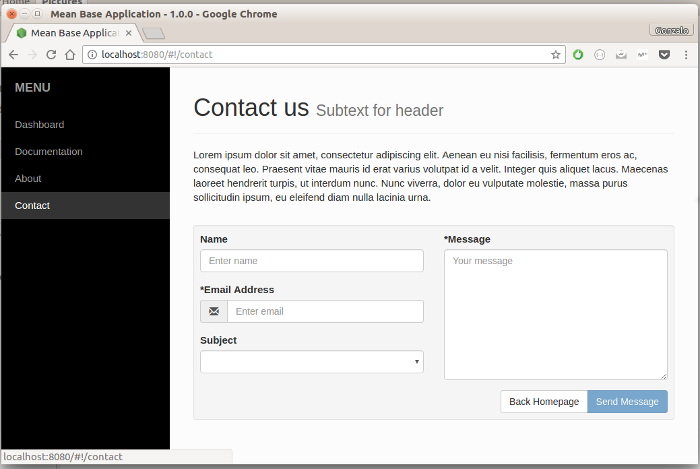 Home
Pictures
Mean Base Application - 1.0.0 - Google Chrome
Mean Base Applicat
Gonzalo
localhost:8080/#!/contact
MENU
Dashboard
Documentation
About
Contact
Contact us Subtext for header
Lorem ipsum dolor sit amet, consectetur adipiscing elit. Aenean eu nisi facilisis, fermentum eros ac,
consequat leo. Praesent vitae mauris id erat varius volutpat id a velit. Integer quis aliquet lacus. Maecenas
laoreet hendrerit turpis, ut interdum nunc. Nunc viverra, dolor eu vulputate molestie, massa purus
sollicitudin ipsum, eu eleifend diam nulla lacinia urna.
Name
Enter name
*Email Address
Enter email
Subject
*Message
Your message
Back Homepage
Send Message
localhost:8080/#!/contact